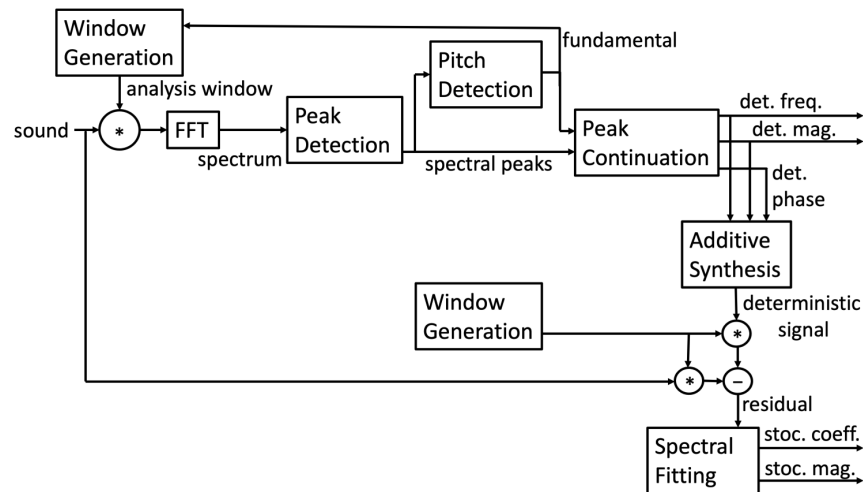 Window
Generation
fundamental
Pitch
Detection
analysis window
det. freq.
sound
*
FFT
Peak
Detection
Peak
Continuation
det. mag.
spectrum
spectral peaks
det.
phase
Additive
Synthesis
Window
Generation
deterministic
signal
*
*
−
residual
Spectral
Fitting
stoc. coeff.
stoc. mag.